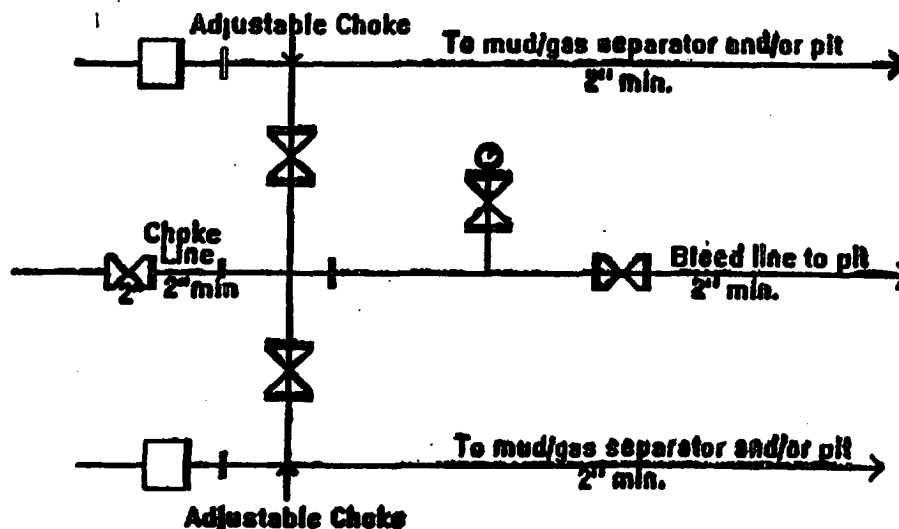 Adjustable Choke
To mud/gas separator and/or pit
2" min.
Choke
Line
2"
2" min
Bleed line to pit
2" min.
To mud/gas separator and/or pit
2" min.
Adjustable Choke